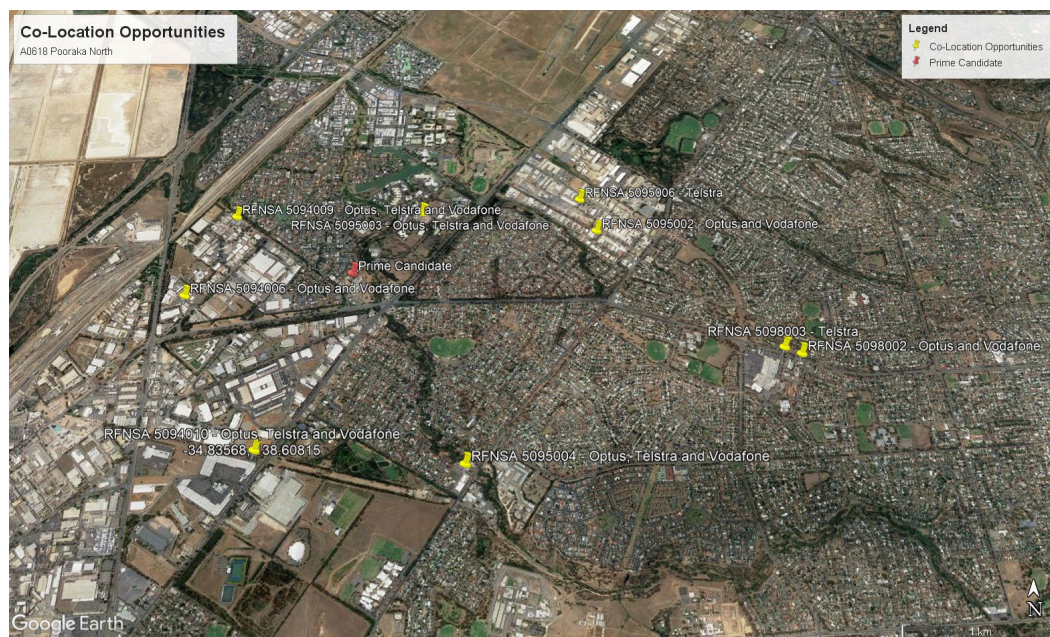 Co-Location Opportunities
A0618 Pooraka North
Legend
Co-Location Opportunities
Prime Candidate
RFNSA 5095006 - Telstra
RFNSA 5094009 - Optus, Telstra and Vodafone
RFNSA 5095003 - Optus, Telstra and Vodafone
RFNSA 5095002 - Optus and Vodafone
Prime Candidate
RFNSA 5094006 - Optus and Vodafone
RFNSA 5098003 - Telstra
RFNSA 5098002 - Optus and Vodafone
RFNSA 5094010 - Optus, Telstra and Vodafone
-34.83568, 38.60815
RFNSA 5095004 - Optus, Telstra and Vodafone
Google Earth
N
1 km